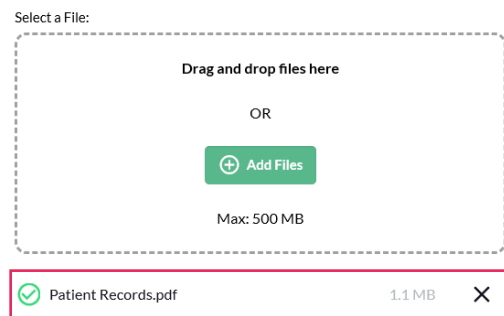 Select a File:
Drag and drop files here
OR
Add Files
Max: 500 MB
Patient Records.pdf 1.1 MB